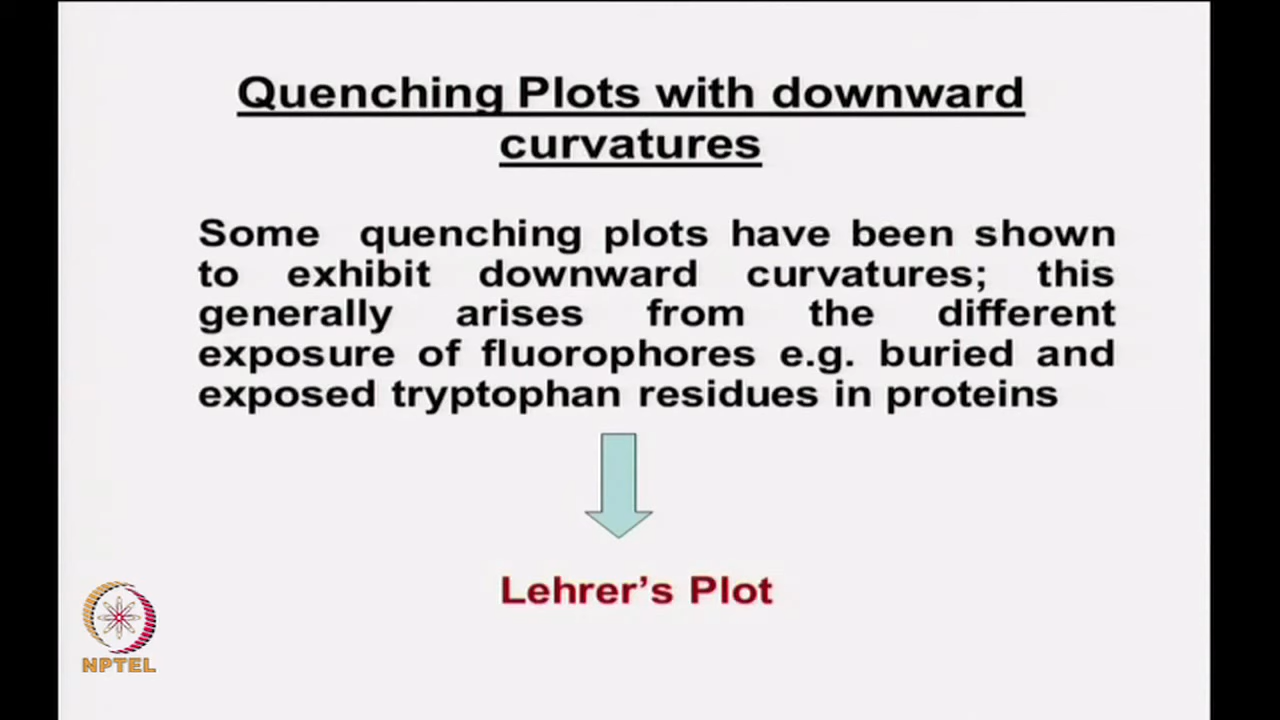 Quenching Plots with downward
curvatures
Some quenching plots have been shown
to exhibit downward curvatures; this
generally arises from the different
exposure of fluorophores e.g. buried and
exposed tryptophan residues in proteins
Lehrer's Plot
NPTEL